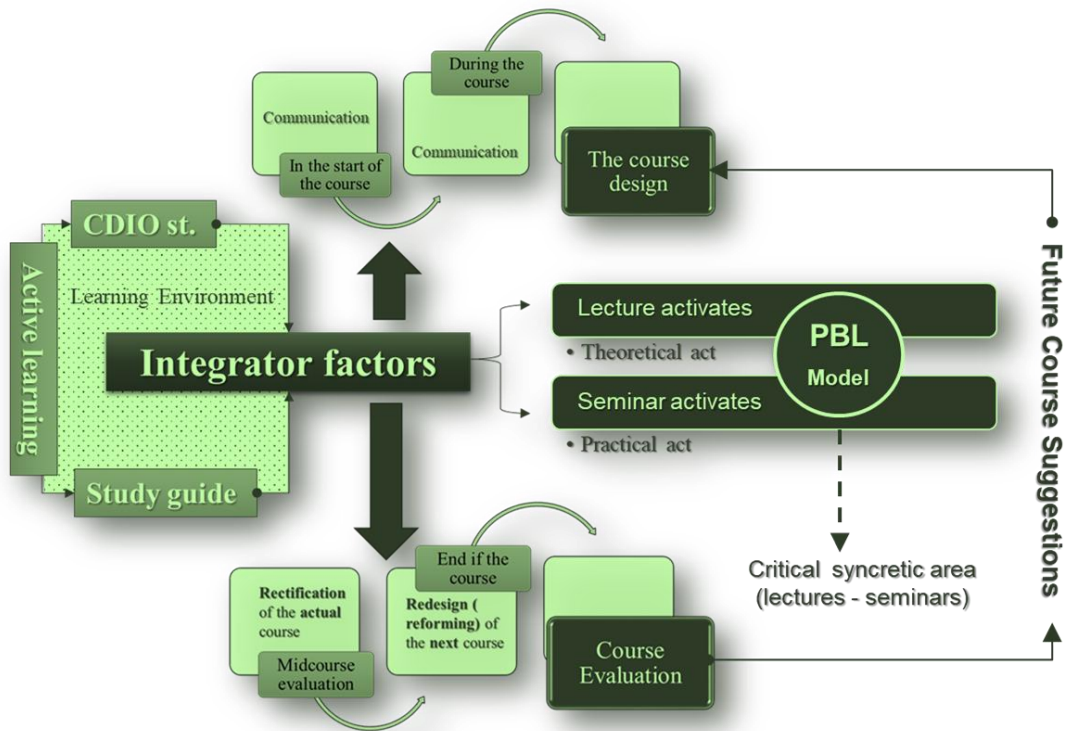 During the
course
Communication
Communication
In the start of
the course
The course
design
CDIO st.
Active learning
Learning Environment
Integrator factors
Study guide
Lecture activates
• Theoretical act
PBL
Model
Seminar activates
• Practical act
Critical syncretic area
(lectures - seminars)
Future Course Suggestions
End if the
course
Rectification
of the actual
course
Midcourse
evaluation
Redesign (
reforming) of
the next course
Course
Evaluation